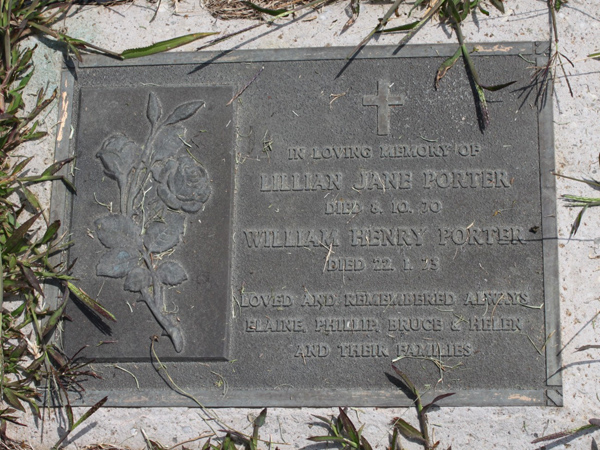 IN LOVING MEMORY OF
LILLIAN JANE PORTER
DIED 8. 10. 70
WILLIAM HENRY PORTER
DIED 22. 1. 75
LOVED AND REMEMBERED ALWAYS
ELAINE, PHILLIP, BRUCE & HELEN
AND THEIR FAMILIES